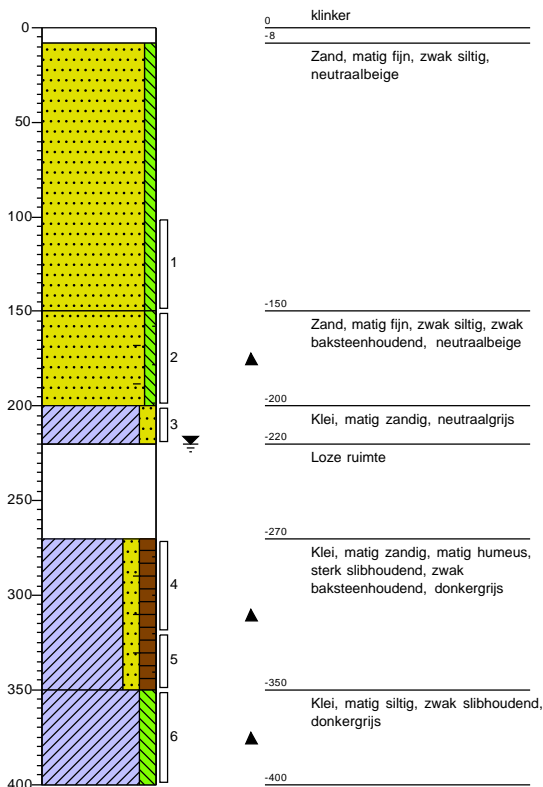 0
klinker
0
-8
Zand, matig fijn, zwak siltig,
neutraalbeige
50
100
1
150
-150
Zand, matig fijn, zwak siltig, zwak
baksteenhoudend, neutraalbeige
2
200
-200
3
Klei, matig zandig, neutraalgrijs
-220
Loze ruimte
250
-270
Klei, matig zandig, matig humeus,
sterk slibhoudend, zwak
baksteenhoudend, donkergrijs
4
300
5
350
-350
Klei, matig siltig, zwak slibhoudend,
donkergrijs
6
400
-400